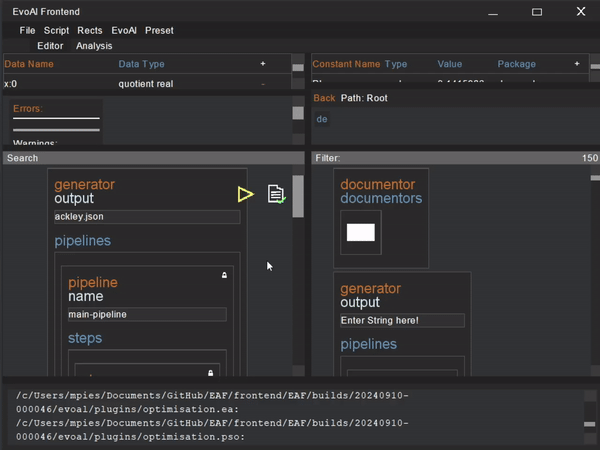 EvoAl Frontend
File Script Rcts EvoAl Preset
Editor Analysis
Data Name Data Type +
x:0 quotient real -
Errors:
Warnings:
Constant Name Type Value Package +
Back Path: Root
de
Search
generator
output
ackley.json
pipelines
pipeline
name
main-pipeline
steps
Filter: 150
documentor
documentors
generator
output
Enter String here!
pipelines
/c/Users/mpies/Documents/GitHub/EAF/frontend/EAF/builds/20240910-
000046/evoal/plugins/optimisation.ea:
/c/Users/mpies/Documents/GitHub/EAF/frontend/EAF/builds/20240910-
000046/evoal/plugins/optimisation.pso: